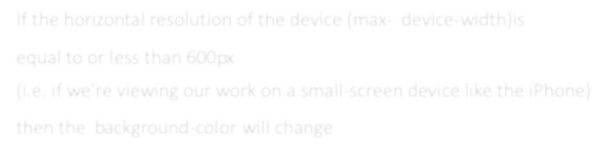 If the horizontal resolution of the device (max-  device-width)is
equal to or less than 600px
(i.e. if we're viewing our work on a small-screen device like the iPhone)
then the  background-color will change